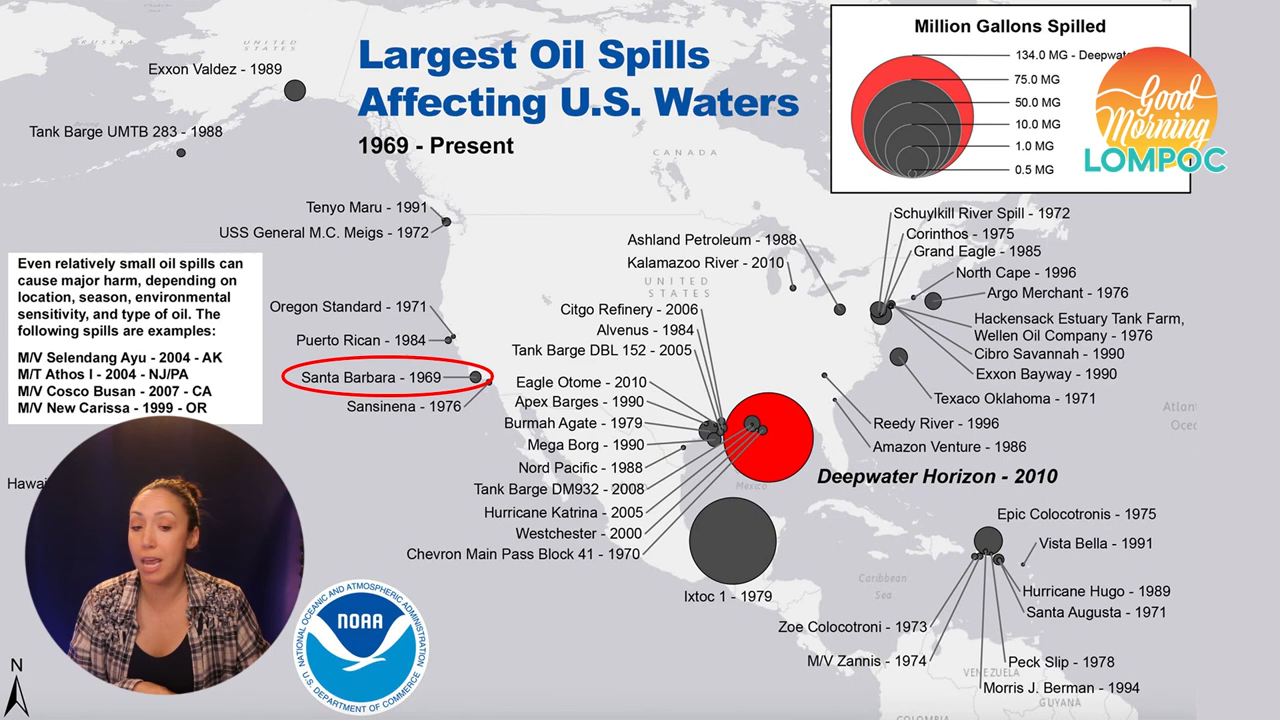 Largest Oil Spills
Affecting U.S. Waters
1969 - Present
Million Gallons Spilled
134.0 MG - Deepwate
75.0 MG
50.0 MG
10.0 MG
1.0 MG
0.5 MG
Good
Morning
LOMPOC
RUSSIA
UNITED
STATES
CANADA
Exxon Valdez - 1989
Tank Barge UMTB 283 - 1988
Tenyo Maru - 1991
USS General M.C. Meigs - 1972
Even relatively small oil spills can
cause major harm, depending on
location, season, environmental
sensitivity, and type of oil. The
following spills are examples:
M/V Selendang Ayu - 2004 - AK
M/T Athos I - 2004 - NJ/PA
M/V Cosco Busan - 2007 - CA
M/V New Carissa - 1999 - OR
Oregon Standard - 1971
Puerto Rican - 1984
Santa Barbara - 1969
Sansinena - 1976
Hawai
Ashland Petroleum - 1988
Kalamazoo River - 2010
UNITED
STATES
Citgo Refinery - 2006
Alvenus - 1984
Tank Barge DBL 152 - 2005
Eagle Otome - 2010
Apex Barges - 1990
Burmah Agate - 1979
Mega Borg - 1990
Nord Pacific - 1988
Tank Barge DM932 - 2008
Hurricane Katrina - 2005
Westchester - 2000
Chevron Main Pass Block 41 - 1970
Schuylkill River Spill - 1972
Corinthos - 1975
Grand Eagle - 1985
North Cape - 1996
Argo Merchant - 1976
Hackensack Estuary Tank Farm,
Wellen Oil Company - 1976
Cibro Savannah - 1990
Exxon Bayway - 1990
Texaco Oklahoma - 1971
Reedy River - 1996
Amazon Venture - 1986
Atlan
Ocea
Mexico
Deepwater Horizon - 2010
Ixtoc 1 - 1979
Caribbean
Sea
Epic Colocotronis - 1975
Vista Bella - 1991
Hurricane Hugo - 1989
Santa Augusta - 1971
Zoe Colocotroni - 1973
M/V Zannis - 1974
Peck Slip - 1978
Morris J. Berman - 1994
VENEZUELA
GUYANA
COLOMBIA
NATIONAL OCEANIC AND ATMOSPHERIC ADMINISTRATION
NOAA
U.S. DEPARTMENT OF COMMERCE
N